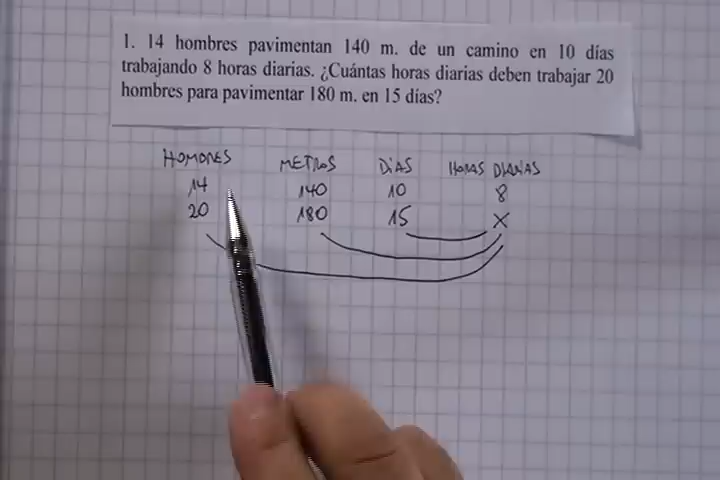 1. 14 hombres pavimentan 140 m. de un camino en 10 días
trabajando 8 horas diarias. ¿Cuántas horas diarias deben trabajar 20
hombres para pavimentar 180 m. en 15 días?
HOMBRES METROS DíAS HORAS DIARIAS
14 140 10 8
20 180 15 X